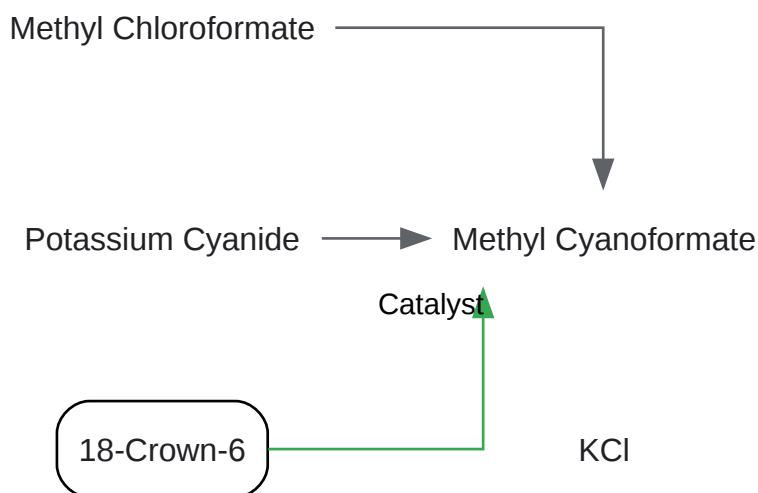 Methyl Chloroformate
Potassium Cyanide
Methyl Cyanoformate
Catalyst
18-Crown-6
KCl